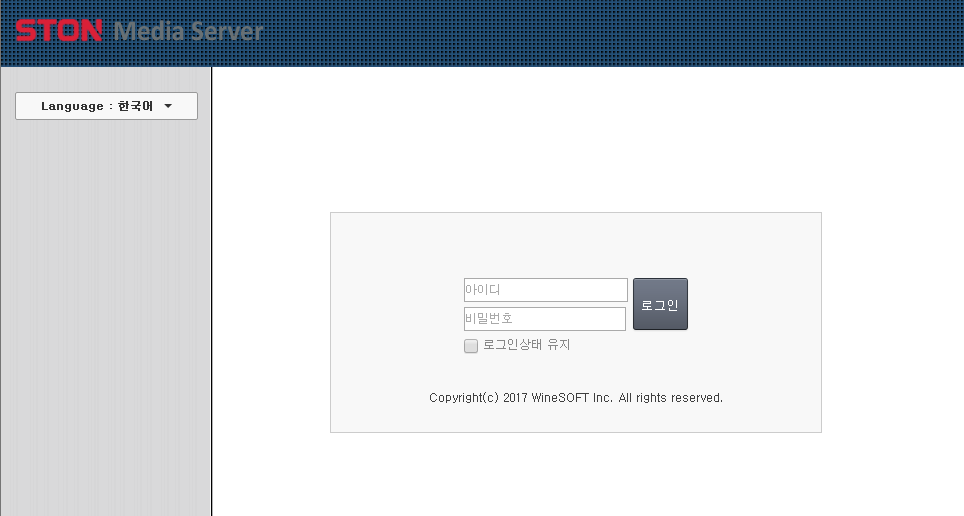 STON Media Server
Language : 한국어
아이디
비밀번호
로그인
로그인상태 유지
Copyright(c) 2017 WineSOFT Inc. All rights reserved.